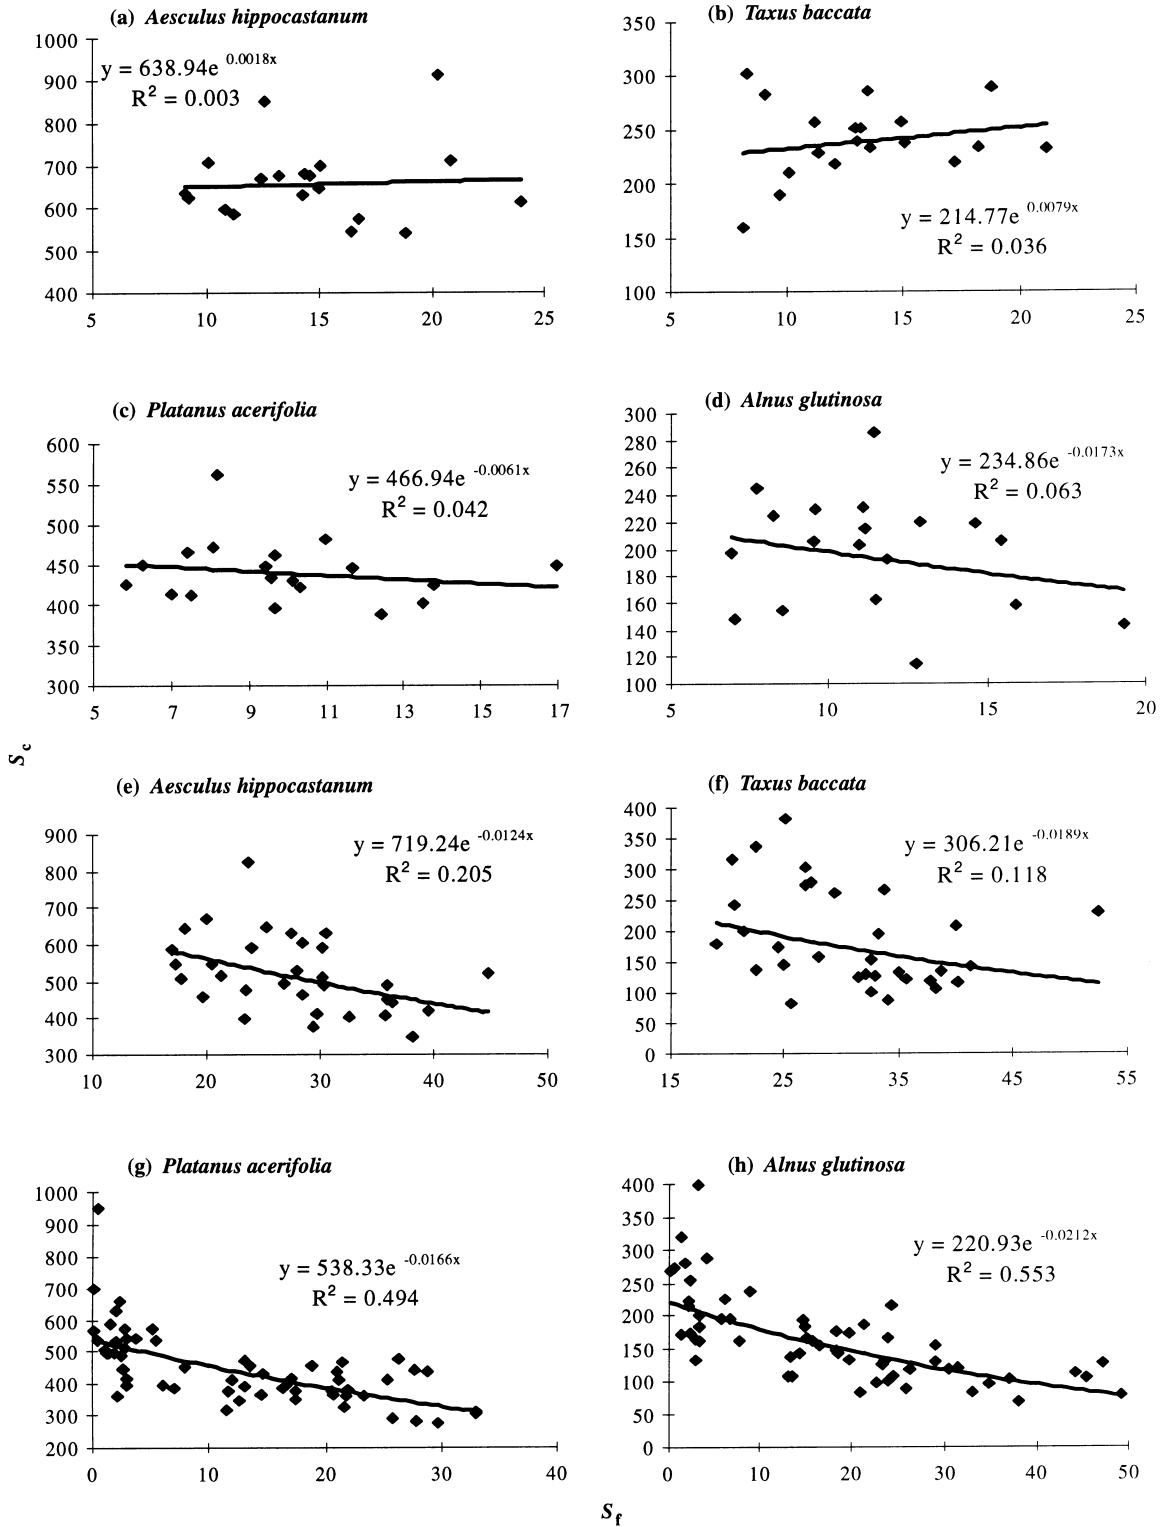 (a) Aesculus hippocastanum
y = 638.94e 0.0018x
R² = 0.003
1000
900
800
700
600
500
400
5 10 15 20 25
(b) Taxus baccata
350
300
250
200
150
100
y = 214.77e 0.0079x
R² = 0.036
5 10 15 20 25
(c) Platanus acerifolia
600
550
500
450
400
350
300
y = 466.94e -0.0061x
R² = 0.042
5 7 9 11 13 15 17
(d) Alnus glutinosa
300
280
260
240
220
200
180
160
140
120
100
y = 234.86e -0.0173x
R² = 0.063
5 10 15 20
Sc
(e) Aesculus hippocastanum
900
800
700
600
500
400
300
y = 719.24e -0.0124x
R² = 0.205
10 20 30 40 50
(f) Taxus baccata
400
350
300
250
200
150
100
50
0
y = 306.21e -0.0189x
R² = 0.118
15 25 35 45 55
(g) Platanus acerifolia
1000
900
800
700
600
500
400
300
200
y = 538.33e -0.0166x
R² = 0.494
0 10 20 30 40
(h) Alnus glutinosa
400
350
300
250
200
150
100
50
0
y = 220.93e -0.0212x
R² = 0.553
0 10 20 30 40 50
Sf